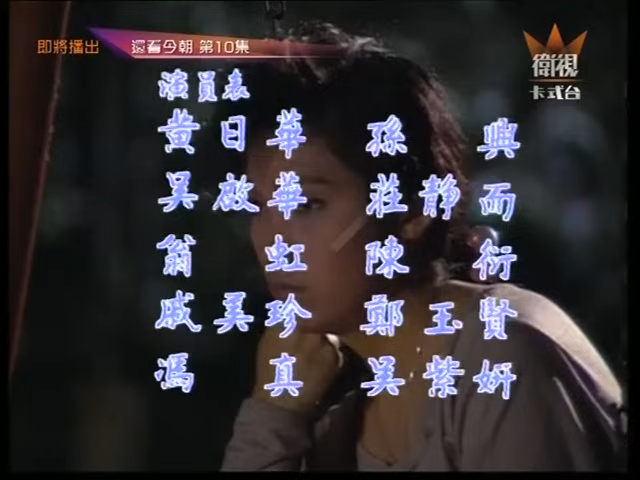 即將播出 還看今朝 第10集
衛視
卡式台
演員表
黃日華 孫興
吳啟華 莊靜而
翁虹 陳衍
戚美珍 鄭玉賢
馮真 吳紫妍